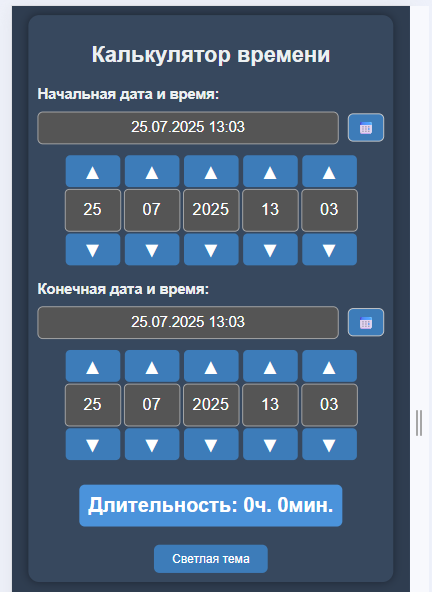 Калькулятор времени
Начальная дата и время:
25.07.2025 13:03
▲ ▲ ▲ ▲ ▲
25 07 2025 13 03
▼ ▼ ▼ ▼ ▼
Конечная дата и время:
25.07.2025 13:03
▲ ▲ ▲ ▲ ▲
25 07 2025 13 03
▼ ▼ ▼ ▼ ▼
Длительность: 0ч. 0мин.
Светлая тема